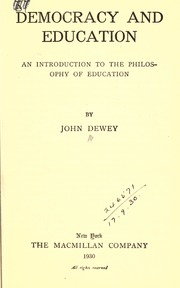 DEMOCRACY AND
EDUCATION
AN INTRODUCTION TO THE PHILOS-
OPHY OF EDUCATION
BY
JOHN DEWEY
New York
THE MACMILLAN COMPANY
1930
All rights reserved